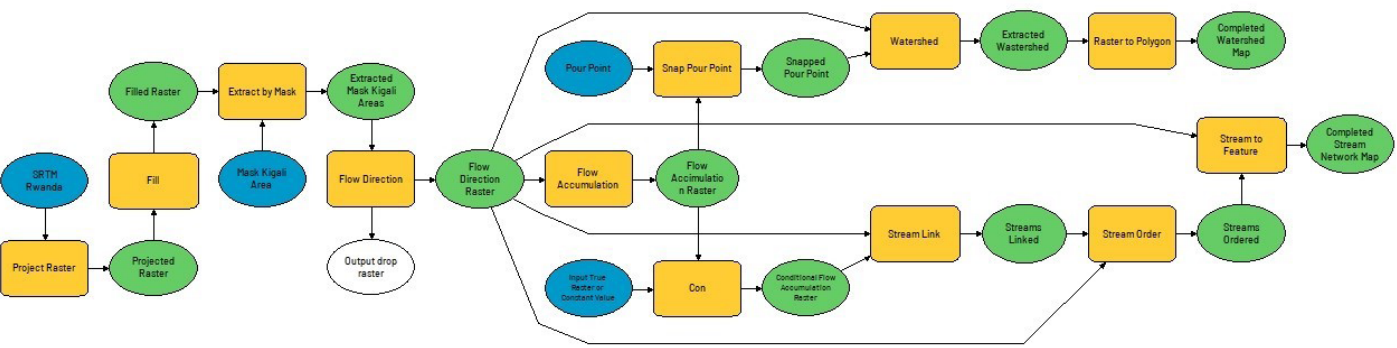 SRTM
Rwanda
Project Raster
Projected
Raster
Fill
Filled Raster
Extract by Mask
Mask Kigali
Area
Extracted
Mask Kigali
Areas
Flow Direction
Output drop
raster
Flow
Direction
Raster
Pour Point
Snap Pour Point
Snapped
Pour Point
Watershed
Extracted
Wastershed
Raster to Polygon
Completed
Watershed
Map
Flow
Accumulation
Flow
Accimulatio
n Raster
Input True
Raster or
Constant Value
Con
Conditional Flow
Accumulation
Raster
Stream Link
Streams
Linked
Stream Order
Streams
Ordered
Stream to
Feature
Completed
Stream
Network Map